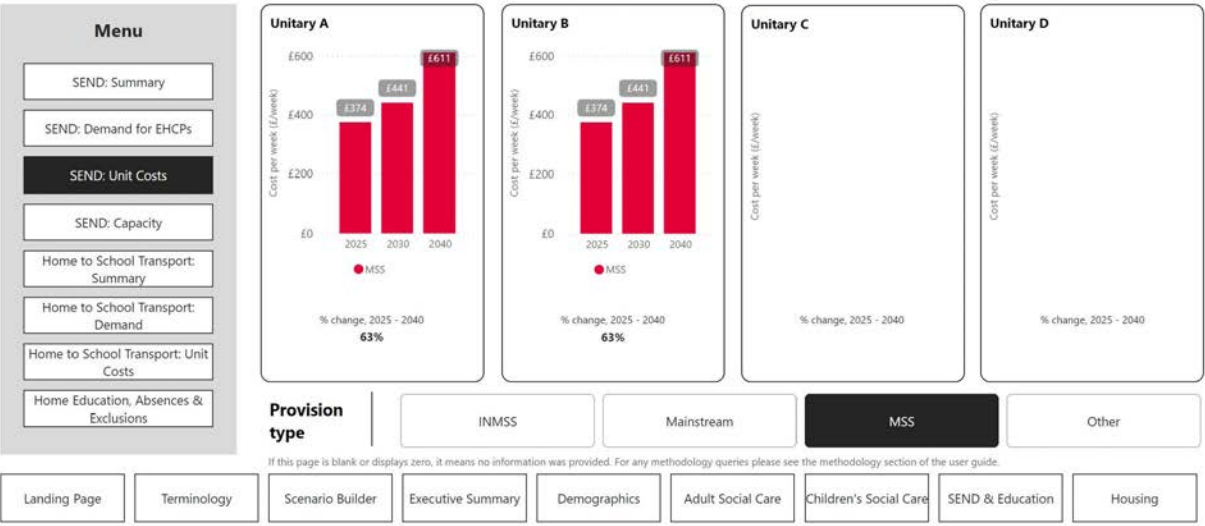 Menu
SEND: Summary
SEND: Demand for EHCPs
SEND: Unit Costs
SEND: Capacity
Home to School Transport:
Summary
Home to School Transport:
Demand
Home to School Transport: Unit
Costs
Home Education, Absences &
Exclusions
Unitary A
Cost per week (£/week)
£600
£400
£200
£0
£374
£441
£611
2025 2030 2040
MSS
% change, 2025 - 2040
63%
Unitary B
Cost per week (£/week)
£600
£400
£200
£0
£374
£441
£611
2025 2030 2040
MSS
% change, 2025 - 2040
63%
Unitary C
Cost per week (£/week)
% change, 2025 - 2040
Unitary D
Cost per week (£/week)
% change, 2025 - 2040
Provision
type
INMSS
Mainstream
MSS
Other
If this page is blank or displays zero, it means no information was provided. For any methodology queries please see the methodology section of the user guide.
Landing Page
Terminology
Scenario Builder
Executive Summary
Demographics
Adult Social Care
Children's Social Care
SEND & Education
Housing